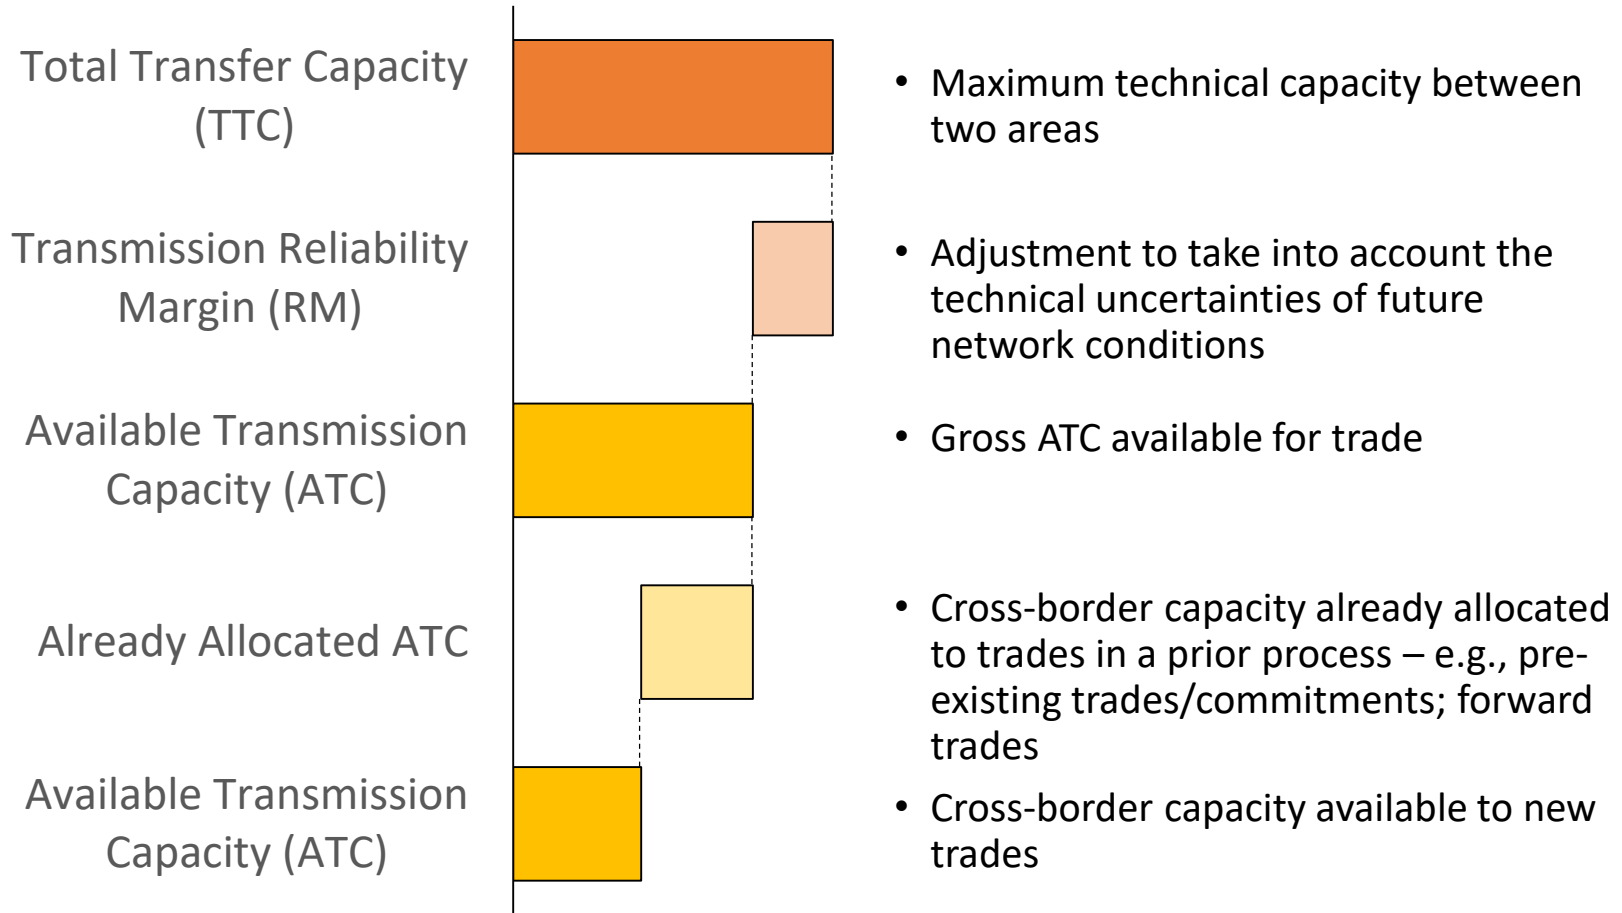 Total Transfer Capacity
(TTC)
• Maximum technical capacity between
two areas
Transmission Reliability
Margin (RM)
• Adjustment to take into account the
technical uncertainties of future
network conditions
Available Transmission
Capacity (ATC)
• Gross ATC available for trade
Already Allocated ATC
• Cross-border capacity already allocated
to trades in a prior process – e.g., pre-
existing trades/commitments; forward
trades
Available Transmission
Capacity (ATC)
• Cross-border capacity available to new
trades